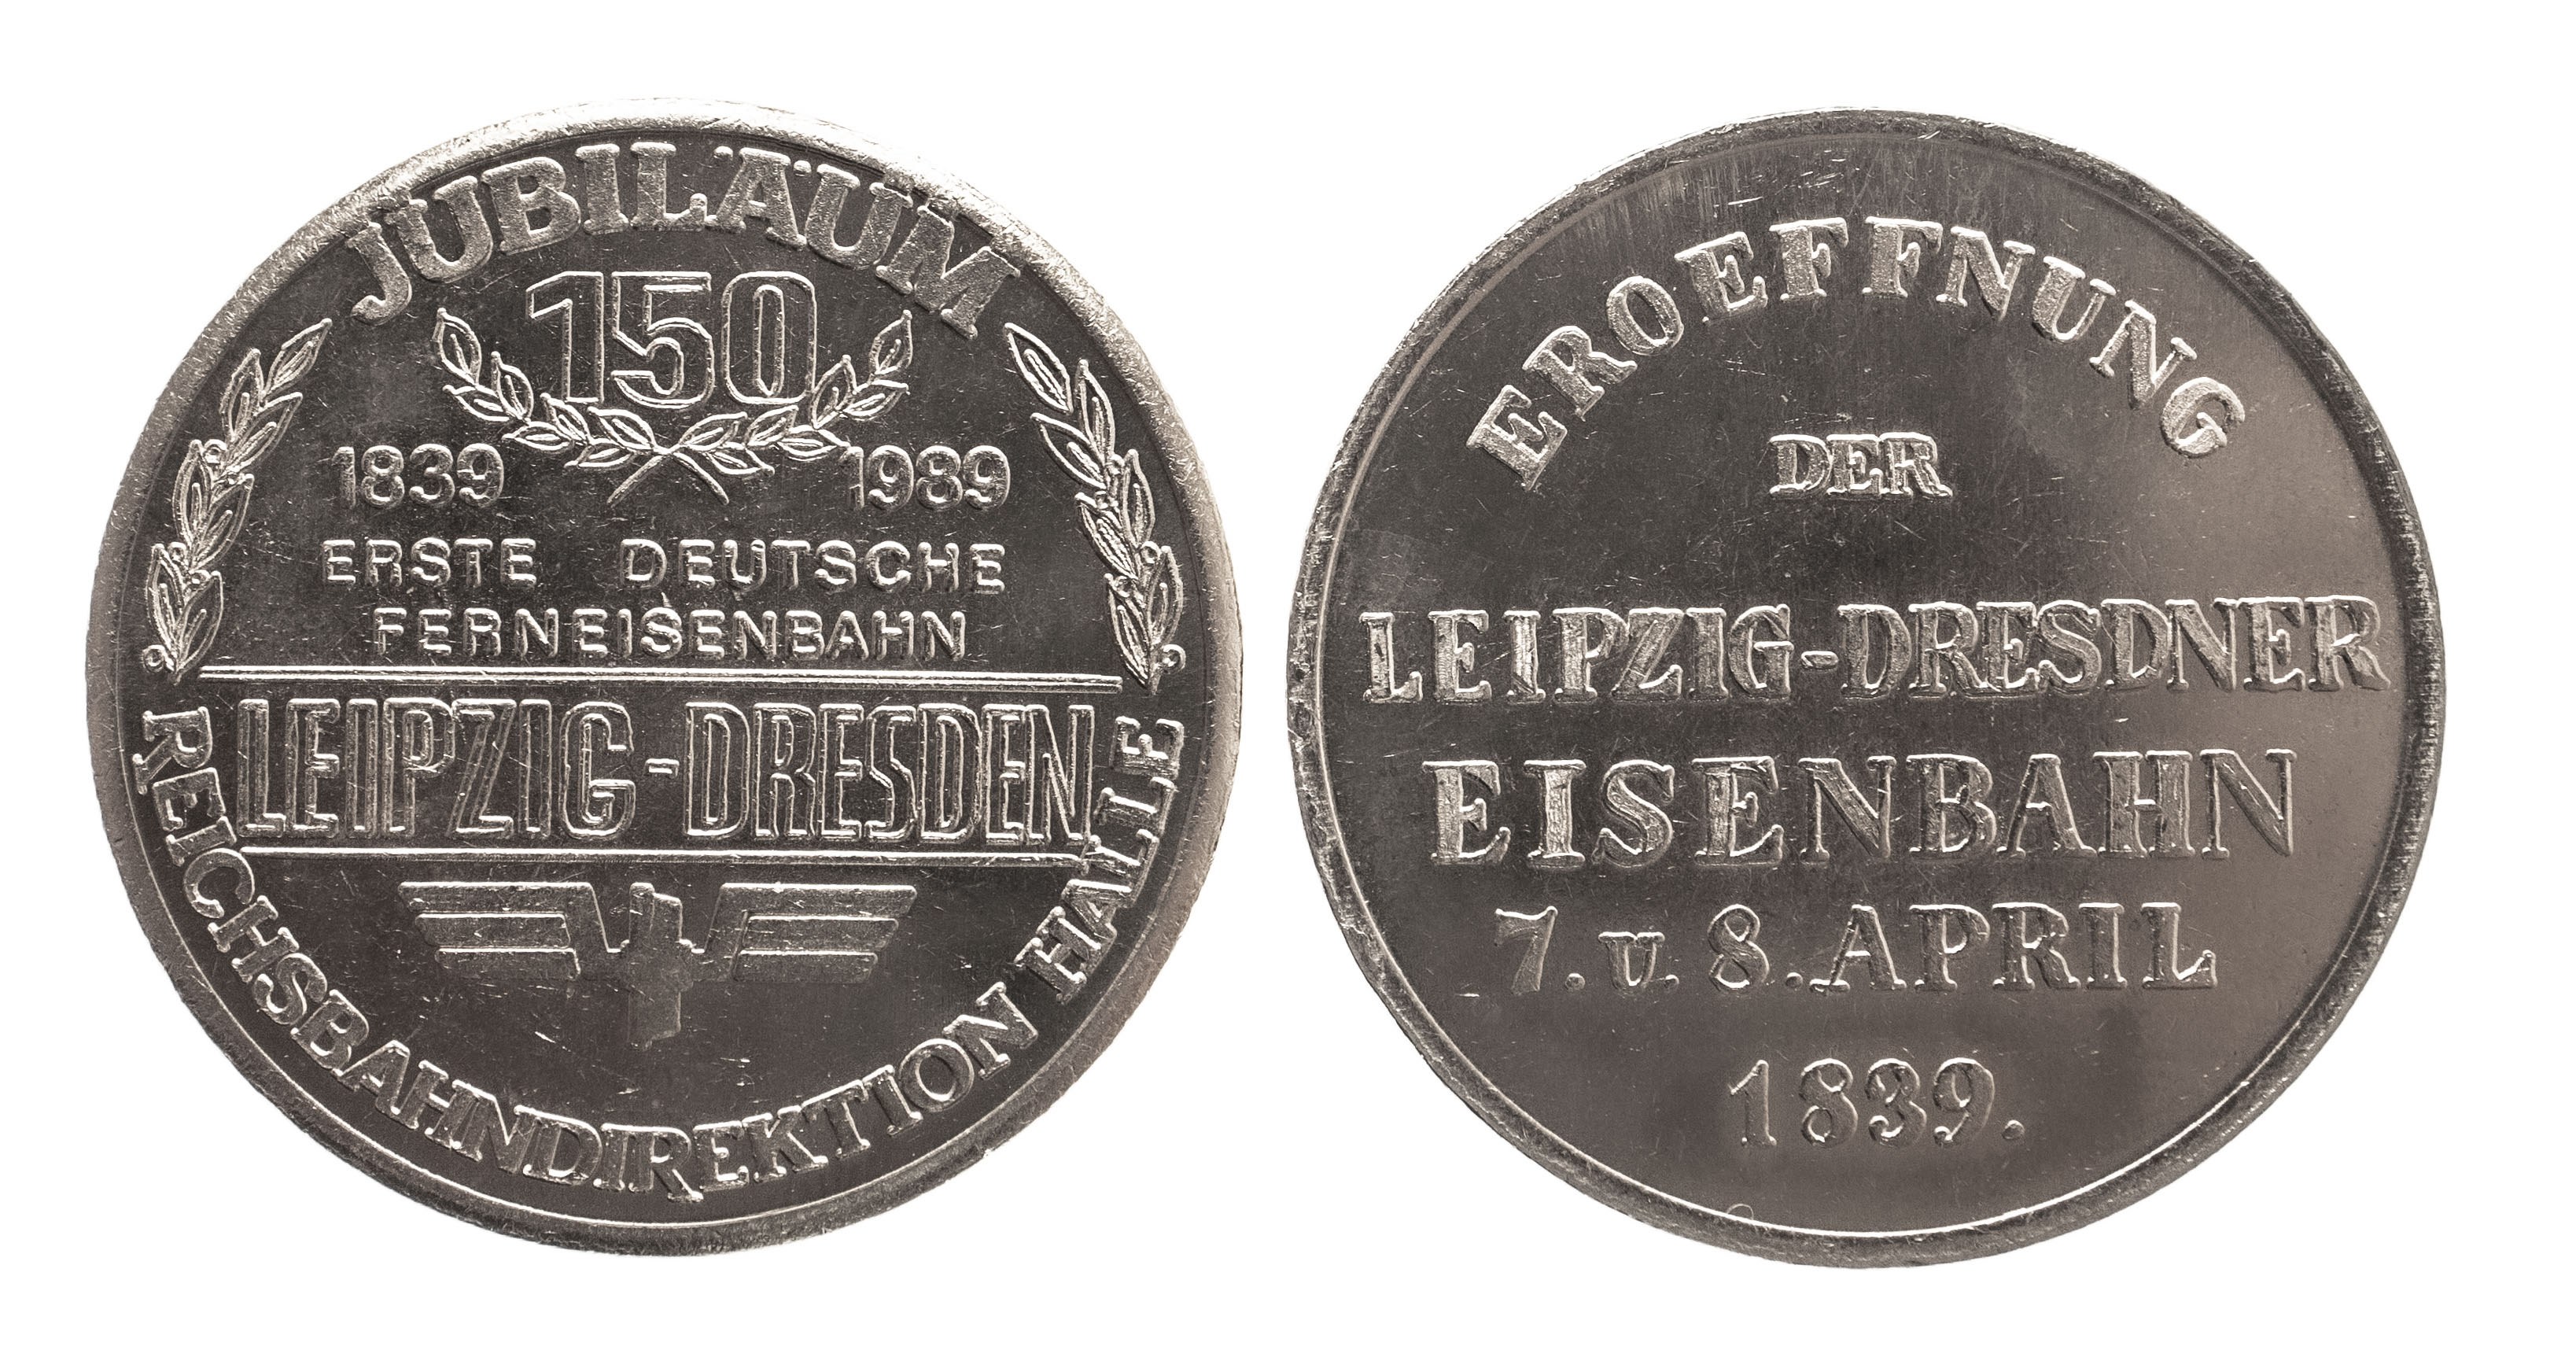 JUBILÄUM
150
1839 1989
ERSTE DEUTSCHE
FERNEISENBAHN
LEIPZIG-DRESDEN
REICHSBAHNDIREKTION HALLE
EROEFFNUNG
DER
LEIPZIG-DRESDNER
EISENBAHN
7. u. 8. APRIL
1839.